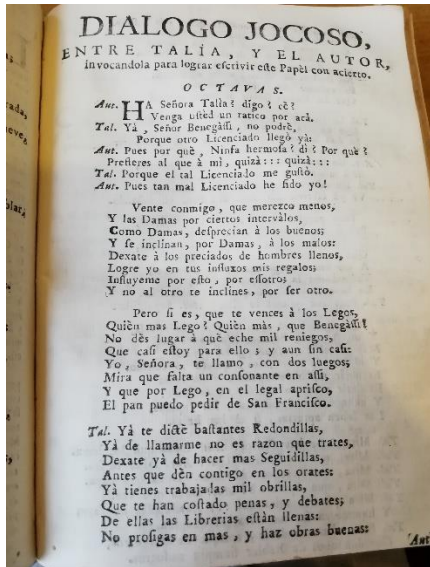 DIALOGO JOCOSO,
ENTRE TALÍA, Y EL AUTOR,
invocandola para lograr eſcrivir eſte Papèl con acierto.
OCTAVAS.
Aut. HA Señora Talìa? digo? cè?
Venga uſted un ratico por acà.
Tal. Yà, Señor Benegàſſi, no podrè,
Porque otro Licenciado llegò yà:
Aut. Pues por què, Ninfa hermoſa? di? Por què?
Prefieres al que à mì, quizà::: quizà:::
Tal. Porque el tal Licenciado me guſtò.
Aut. Pues tan mal Licenciado he ſido yo!
Vente conmigo, que merezco menos,
Y las Damas por ciertos intervàlos,
Como Damas, deſprecian à los buenos;
Y ſe inclinan, por Damas, à los malos:
Dexate à los preciados de hombres llenos,
Logre yo en tus influxos mis regalos;
Influyeme por eſto, por eſſotro;
Y no al otro te inclines, por ſer otro.
Pero ſi es, que te vences à los Legos,
Quièn mas Lego? Quièn màs, que Benegàſſi?
No dès lugar à què eche mil reniegos,
Que caſi eſtoy para ello; y aun ſin caſi:
Yo, Señora, te llamo, con dos luegos;
Mira que falta un conſonante en aſſi,
Y que por Lego, en el legal apriſco,
El pan puedo pedir de San Franciſco.
Tal. Yà te dictè baſtantes Redondillas,
Yà de llamarme no es razon que trates,
Dexate yà de hacer mas Seguidillas,
Antes que dèn contigo en los orates:
Yà tienes trabajadas mil obrillas,
Que te han coſtado penas, y debates;
De ellas las Librerias eſtàn llenas:
No proſigas en mas, y haz obras buenas:
Aut